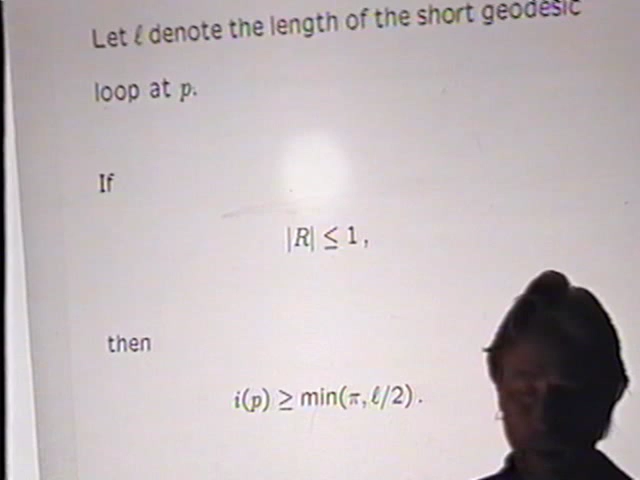 Let ℓ denote the length of the short geodesic
loop at p.
If
|R| ≤ 1,
then
i(p) ≥ min(π, ℓ/2).